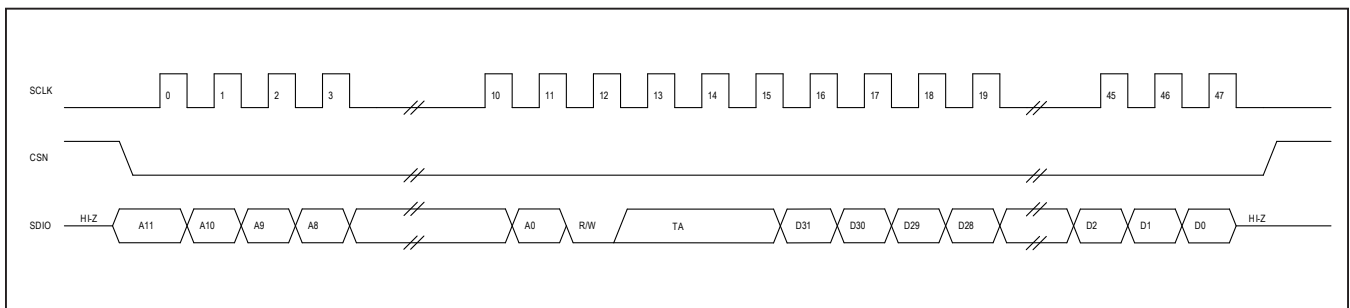 SCLK 0 1 2 3 10 11 12 13 14 15 16 17 18 19 45 46 47
CSN
SDIO HI-Z A11 A10 A9 A8 A0 R/W TA D31 D30 D29 D28 D2 D1 D0 HI-Z